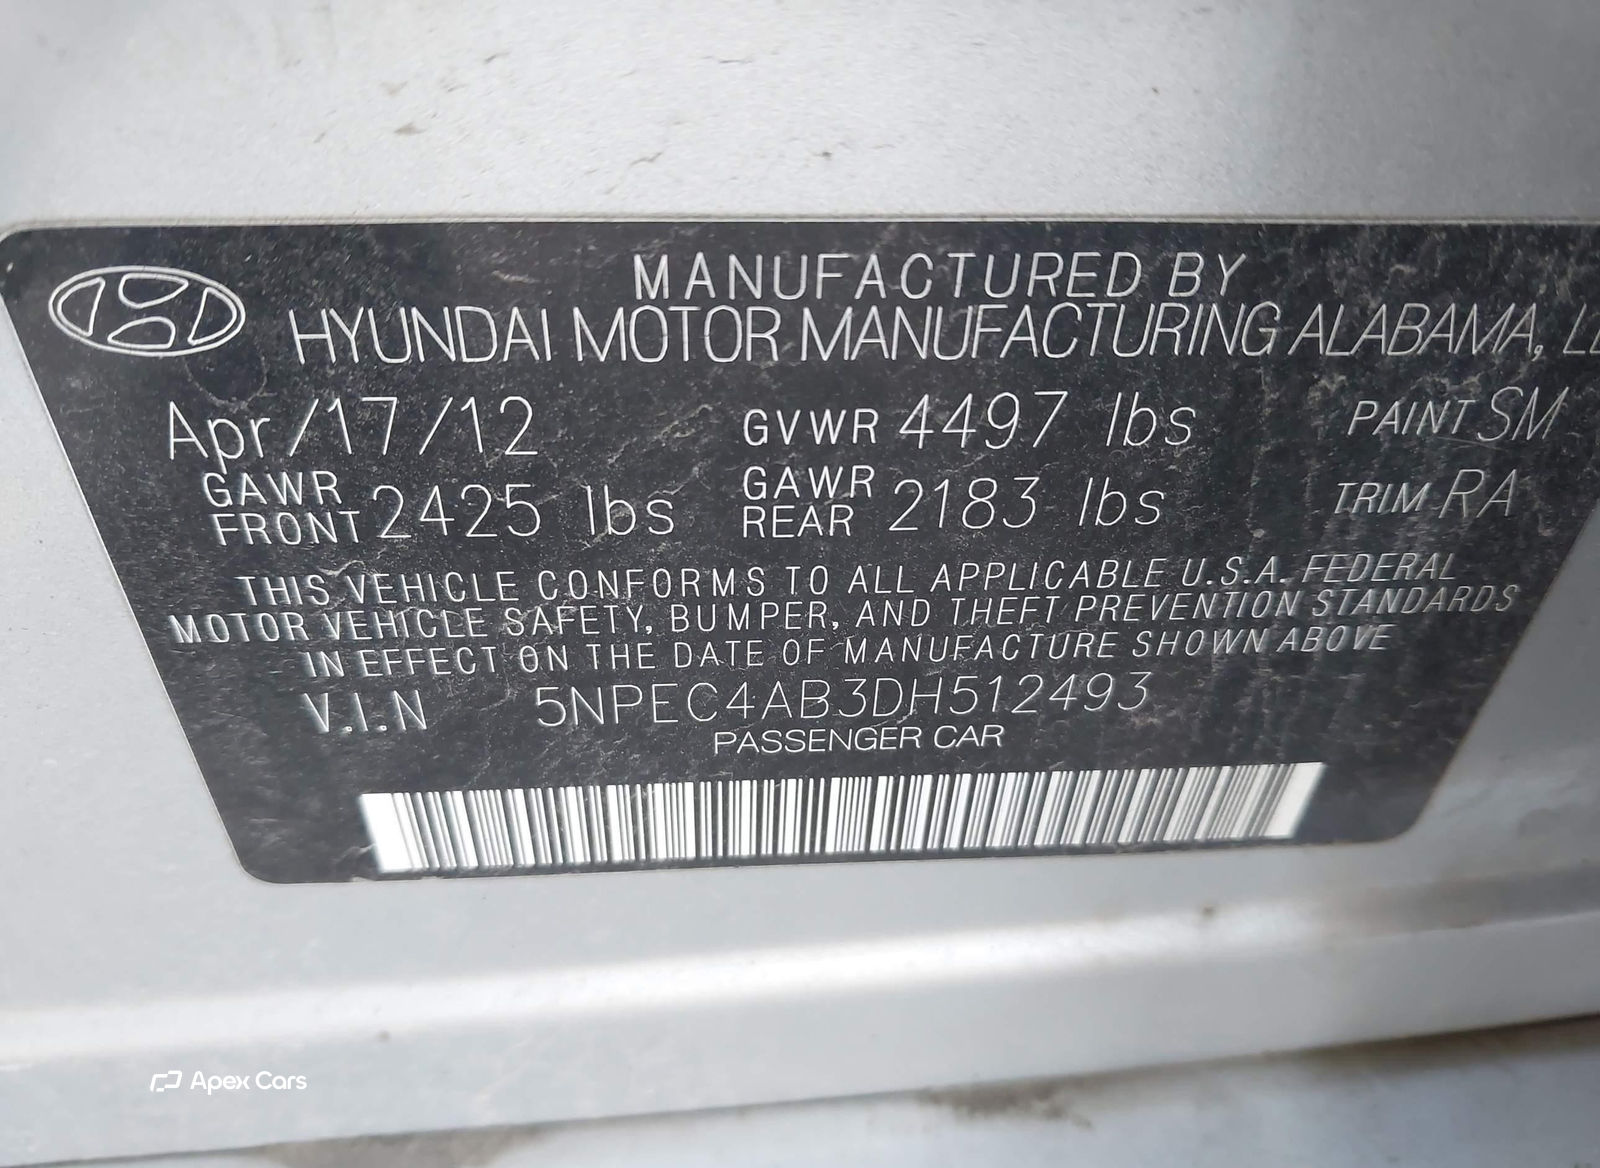 MANUFACTURED BY
HYUNDAI MOTOR MANUFACTURING ALABAMA, LL
Apr/17/12 GVWR 4497 lbs PAINT SM
GAWR FRONT 2425 lbs GAWR REAR 2183 lbs TRIM RA
THIS VEHICLE CONFORMS TO ALL APPLICABLE U.S.A. FEDERAL
MOTOR VEHICLE SAFETY, BUMPER, AND THEFT PREVENTION STANDARDS
IN EFFECT ON THE DATE OF MANUFACTURE SHOWN ABOVE
V.I.N 5NPEC4AB3DH512493
PASSENGER CAR
Apex Cars